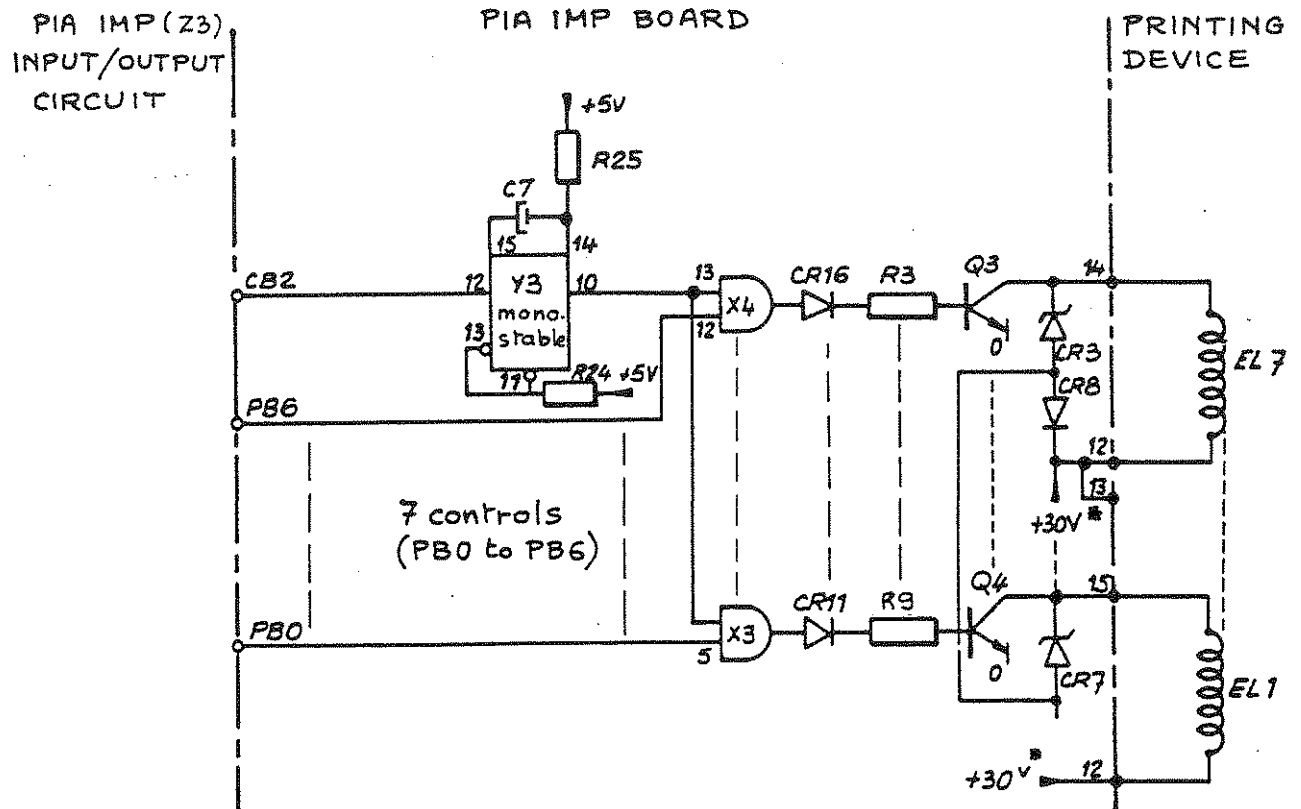 PIA IMP (Z3)
INPUT/OUTPUT
CIRCUIT
PIA IMP BOARD
PRINTING
DEVICE
+5V
R25
C7
15
14
CB2
12
Y3
mono.
stable
10
13
11
R24
+5V
PB6
13
12
X4
CR16
R3
Q3
0
14
CR3
CR8
EL7
12
13
+30V*
7 controls
(PB0 to PB6)
PB0
5
X3
CR11
R9
Q4
0
15
CR7
EL1
+30V*
12